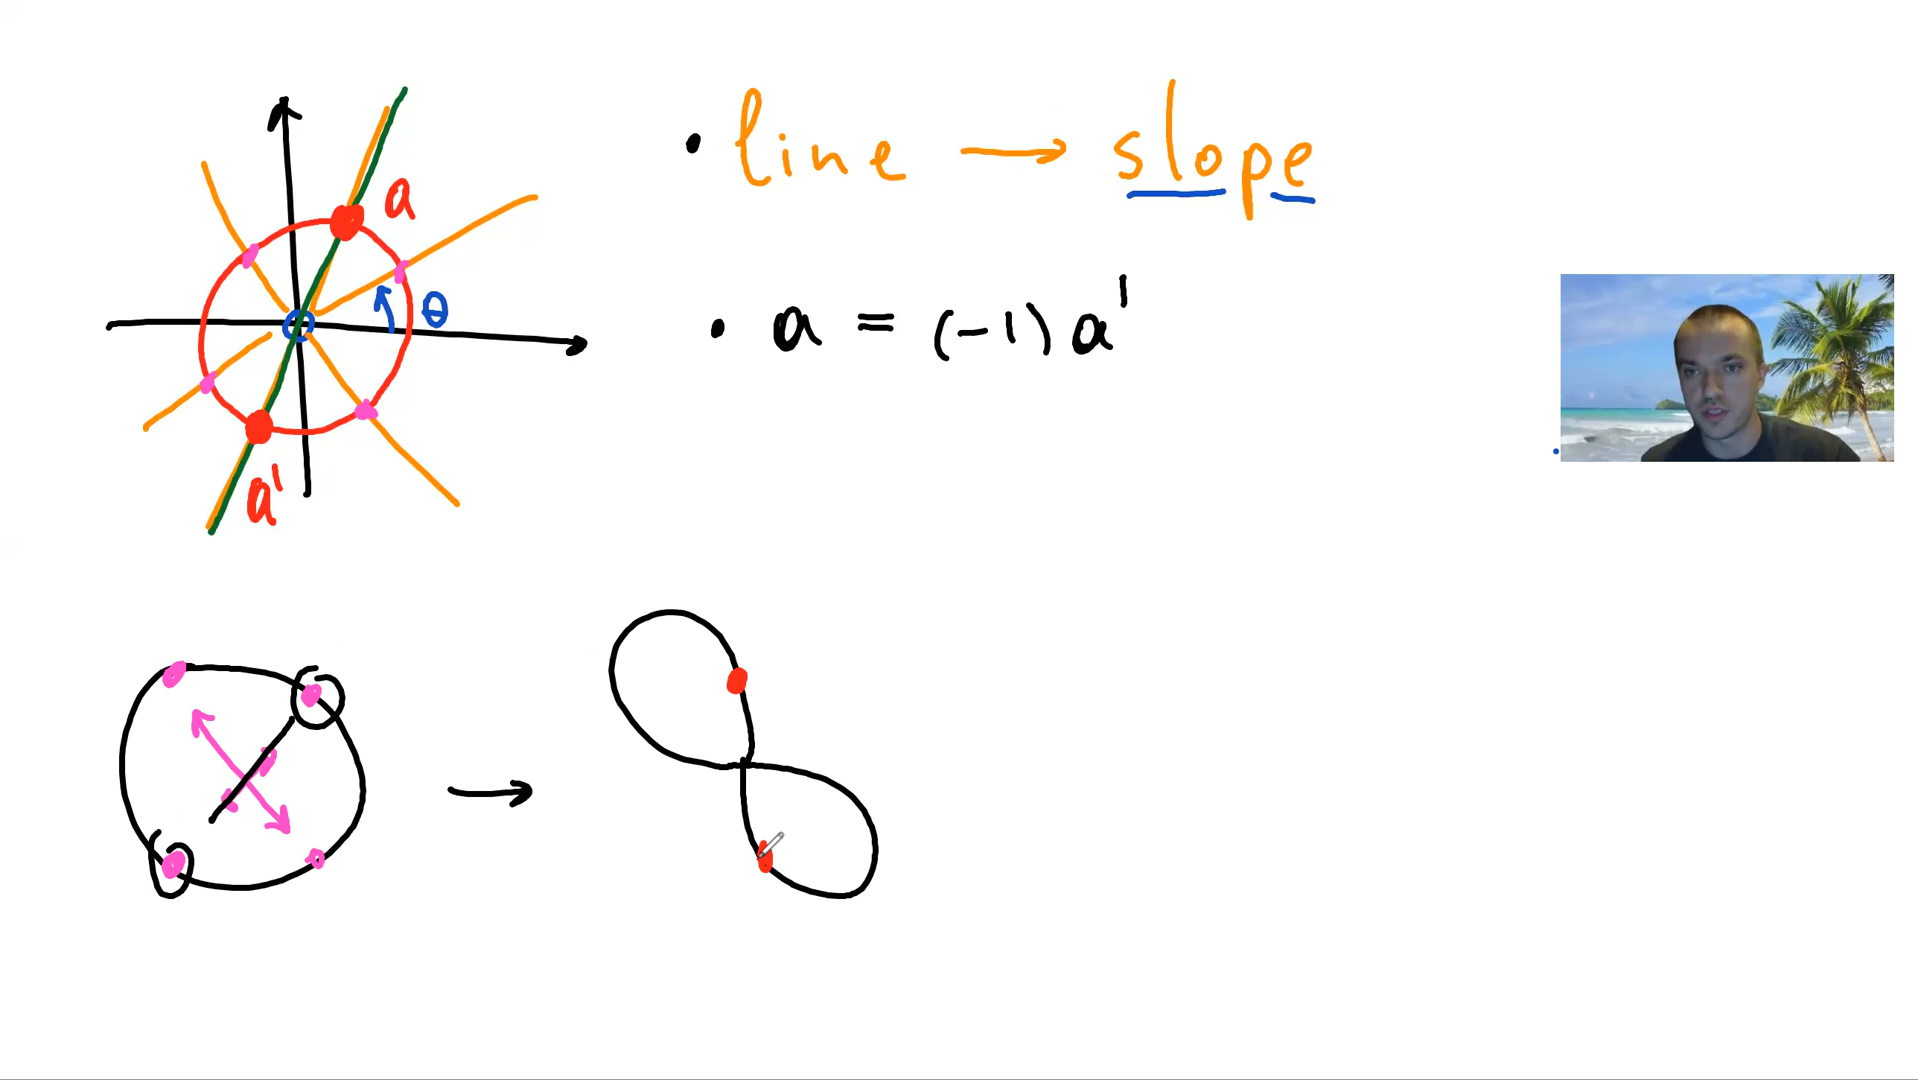 • line → slope
a
θ
• a = (-1) a'
a'